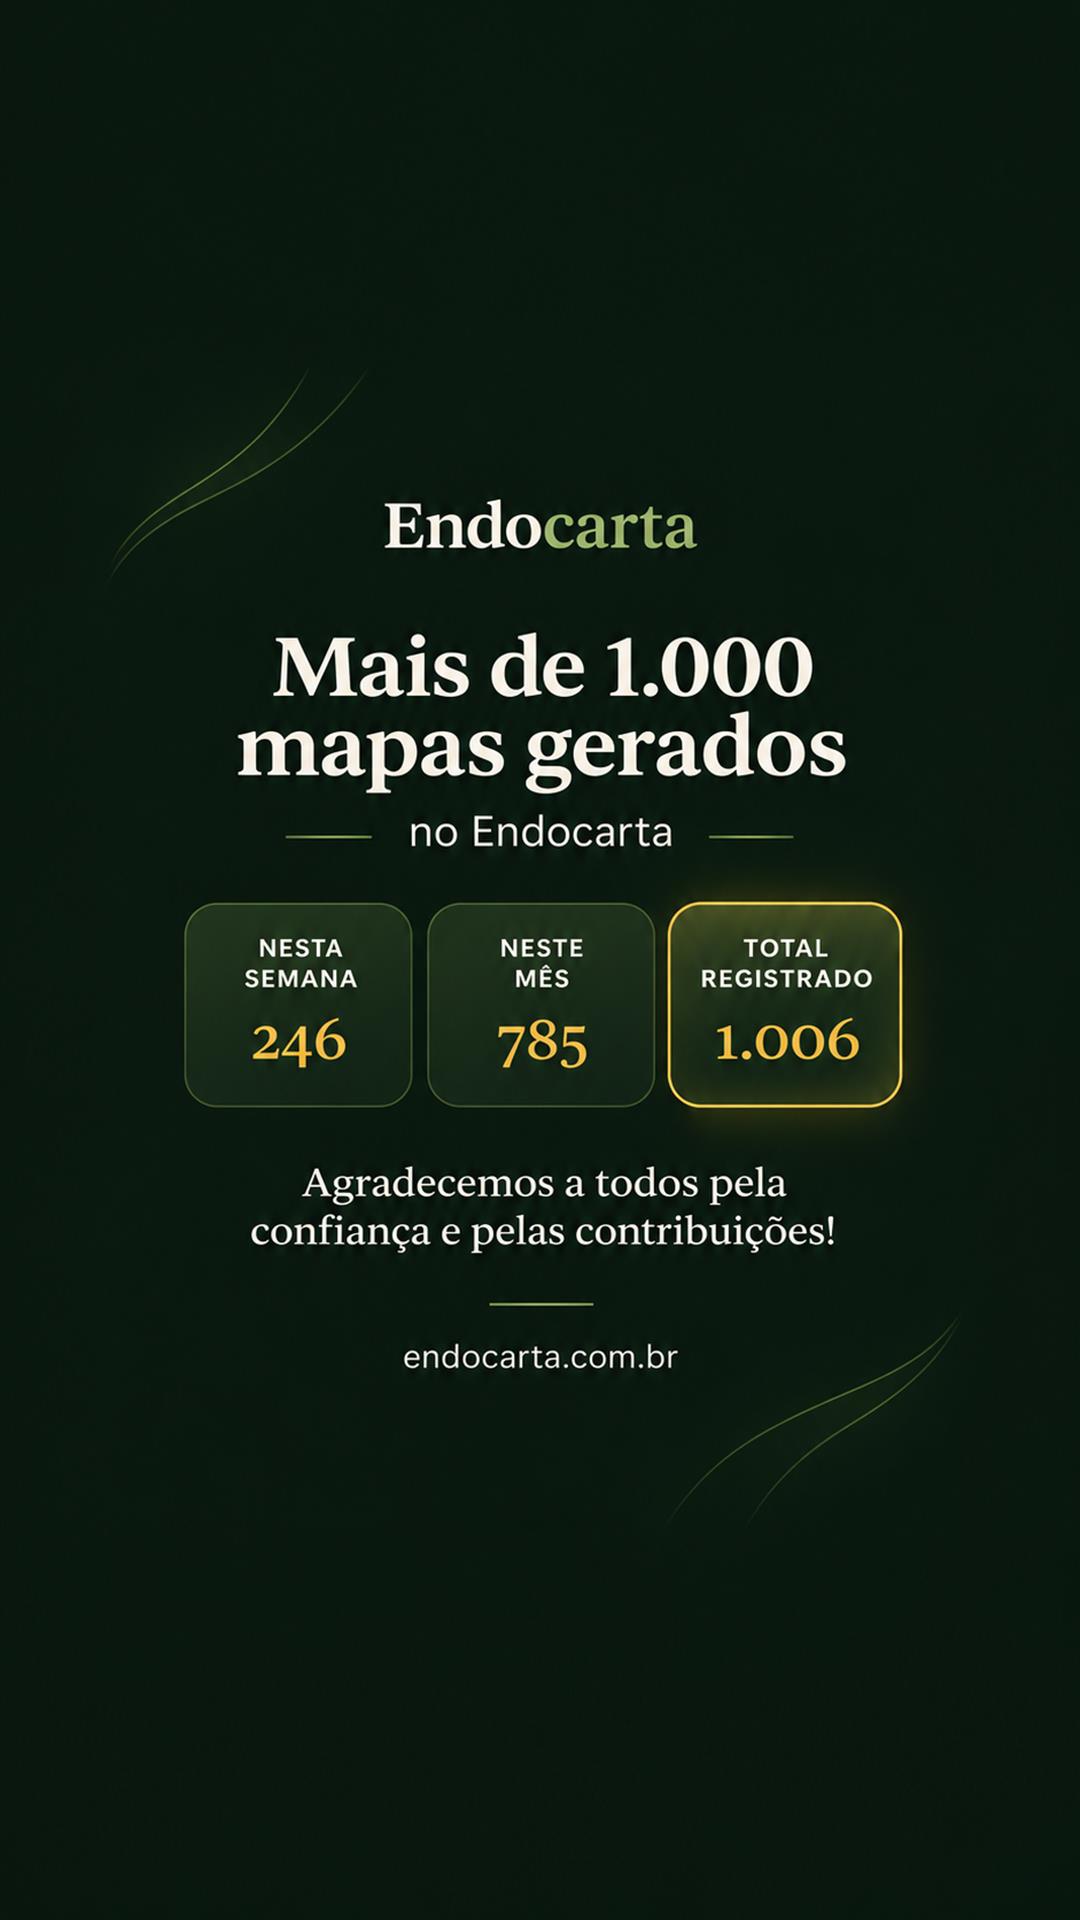 Endocarta
Mais de 1.000
mapas gerados
no Endocarta
NESTA
SEMANA
246
NESTE
MÊS
785
TOTAL
REGISTRADO
1.006
Agradecemos a todos pela
confiança e pelas contribuições!
endocarta.com.br